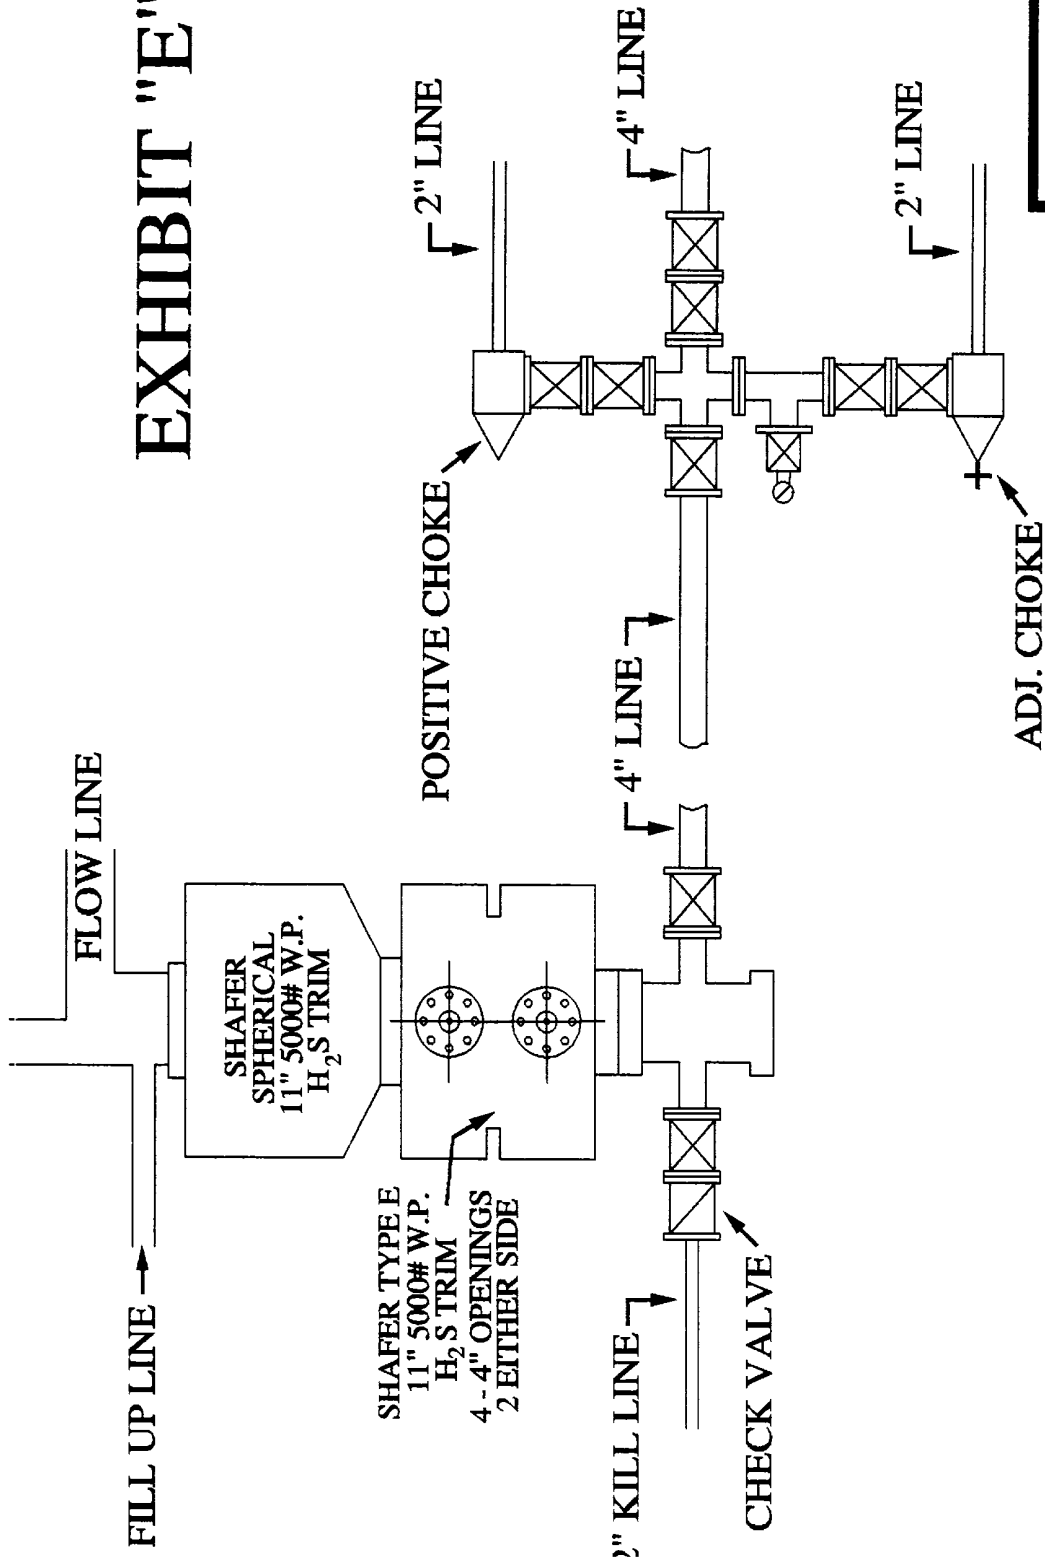 EXHIBIT "E"
FLOW LINE
FILL UP LINE
SHAFER
SPHERICAL
11" 5000# W.P.
H₂S TRIM
SHAFER TYPE E
11" 5000# W.P.
H₂S TRIM
4 - 4" OPENINGS
2 EITHER SIDE
2" KILL LINE
CHECK VALVE
4" LINE
4" LINE
POSITIVE CHOKE
2" LINE
4" LINE
2" LINE
ADJ. CHOKE